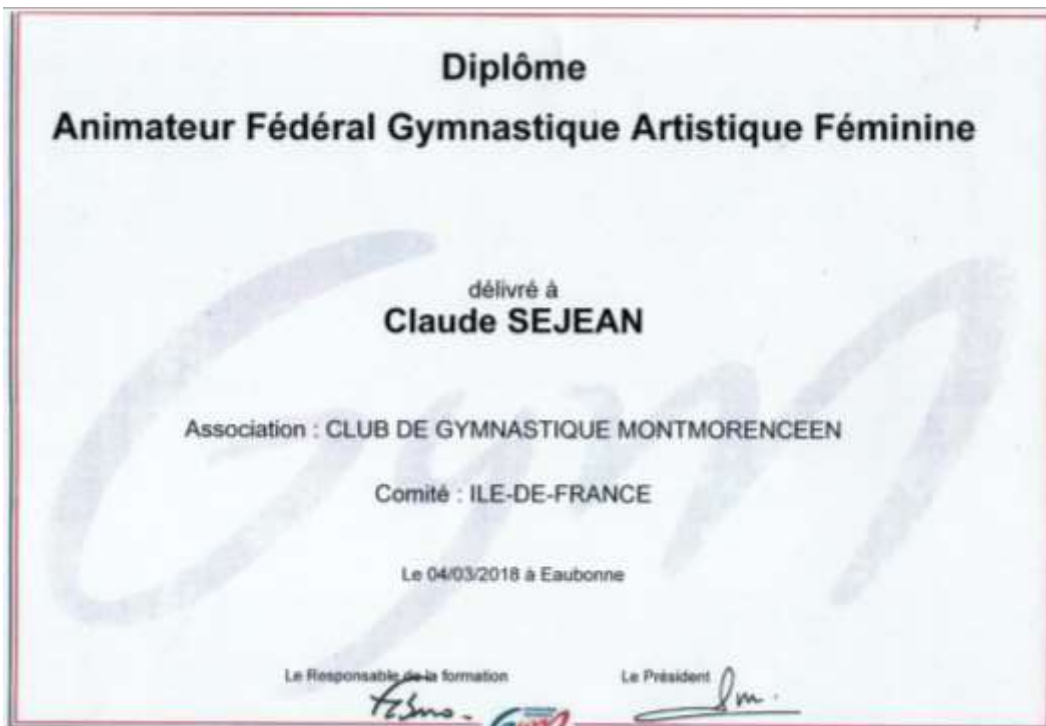 Diplôme
Animateur Fédéral Gymnastique Artistique Féminine
délivré à
Claude SEJEAN
Association : CLUB DE GYMNASTIQUE MONTMORENCEEN
Comité : ILE-DE-FRANCE
Le 04/03/2018 à Eaubonne
Le Responsable de la formation Le Président
Gym